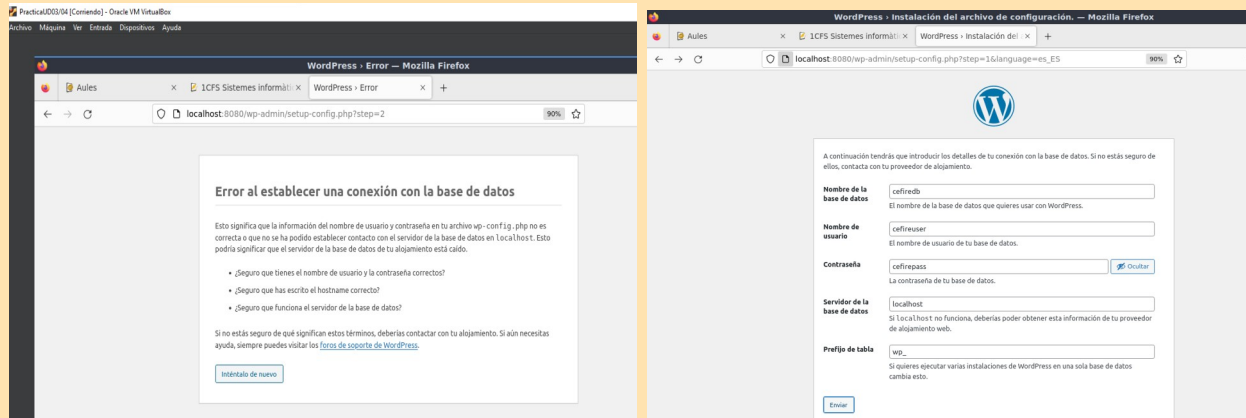 PracticaUD03/04 [Corriendo] - Oracle VM VirtualBox
Archivo Máquina Ver Entrada Dispositivos Ayuda
WordPress › Error — Mozilla Firefox
Aules
1CFS Sistemes informàti
WordPress › Error
localhost:8080/wp-admin/setup-config.php?step=2
90%
Error al establecer una conexión con la base de datos
Esto significa que la información del nombre de usuario y contraseña en tu archivo wp-config.php no es
correcta o que no se ha podido establecer contacto con el servidor de la base de datos en localhost. Esto
podría significar que el servidor de la base de datos de tu alojamiento está caído.
• ¿Seguro que tienes el nombre de usuario y la contraseña correctos?
• ¿Seguro que has escrito el hostname correcto?
• ¿Seguro que funciona el servidor de la base de datos?
Si no estás seguro de qué significan estos términos, deberías contactar con tu alojamiento. Si aún necesitas
ayuda, siempre puedes visitar los foros de soporte de WordPress.
Inténtalo de nuevo
WordPress › Instalación del archivo de configuración. — Mozilla Firefox
Aules
1CFS Sistemes informàtic
WordPress › Instalación del
localhost:8080/wp-admin/setup-config.php?step=1&language=es_ES
90%
A continuación tendrás que introducir los detalles de tu conexión con la base de datos. Si no estás seguro de
ellos, contacta con tu proveedor de alojamiento.
Nombre de la
base de datos
cefiredb
El nombre de la base de datos que quieres usar con WordPress.
Nombre de
usuario
cefireuser
El nombre de usuario de tu base de datos.
Contraseña
cefirepass
Ocultar
La contraseña de tu base de datos.
Servidor de la
base de datos
localhost
Si localhost no funciona, deberías poder obtener esta información de tu proveedor
de alojamiento web.
Prefijo de tabla
wp_
Si quieres ejecutar varias instalaciones de WordPress en una sola base de datos
cambia esto.
Enviar